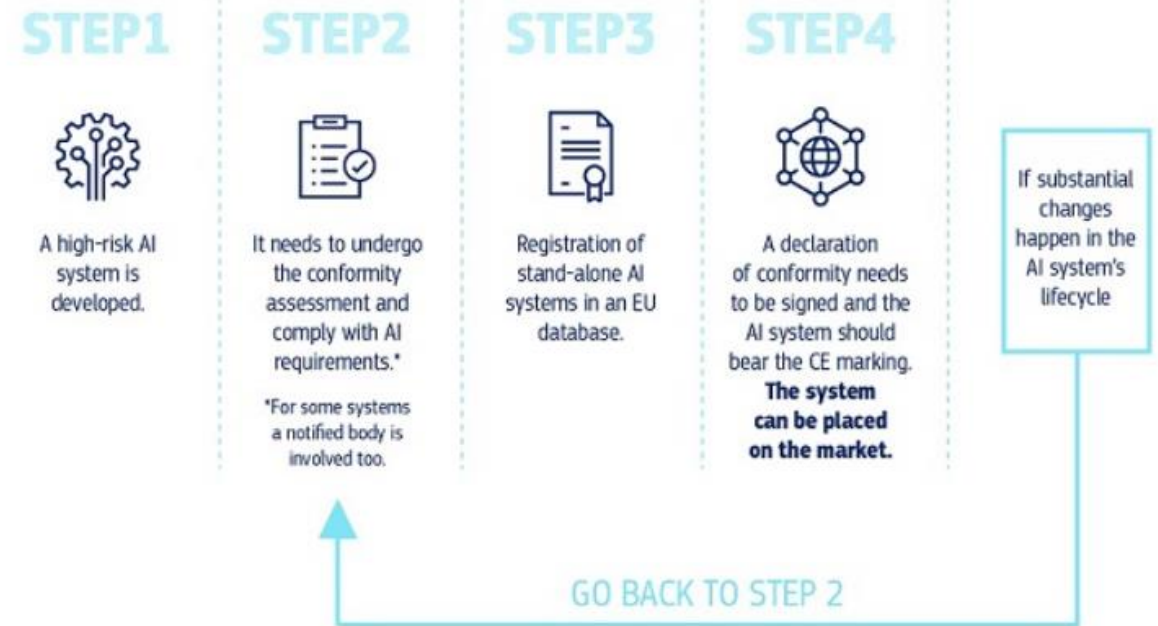 STEP1
A high-risk AI
system is
developed.
STEP2
It needs to undergo
the conformity
assessment and
comply with AI
requirements.*
*For some systems
a notified body is
involved too.
STEP3
Registration of
stand-alone AI
systems in an EU
database.
STEP4
A declaration
of conformity needs
to be signed and the
AI system should
bear the CE marking.
The system
can be placed
on the market.
If substantial
changes
happen in the
AI system's
lifecycle
GO BACK TO STEP 2